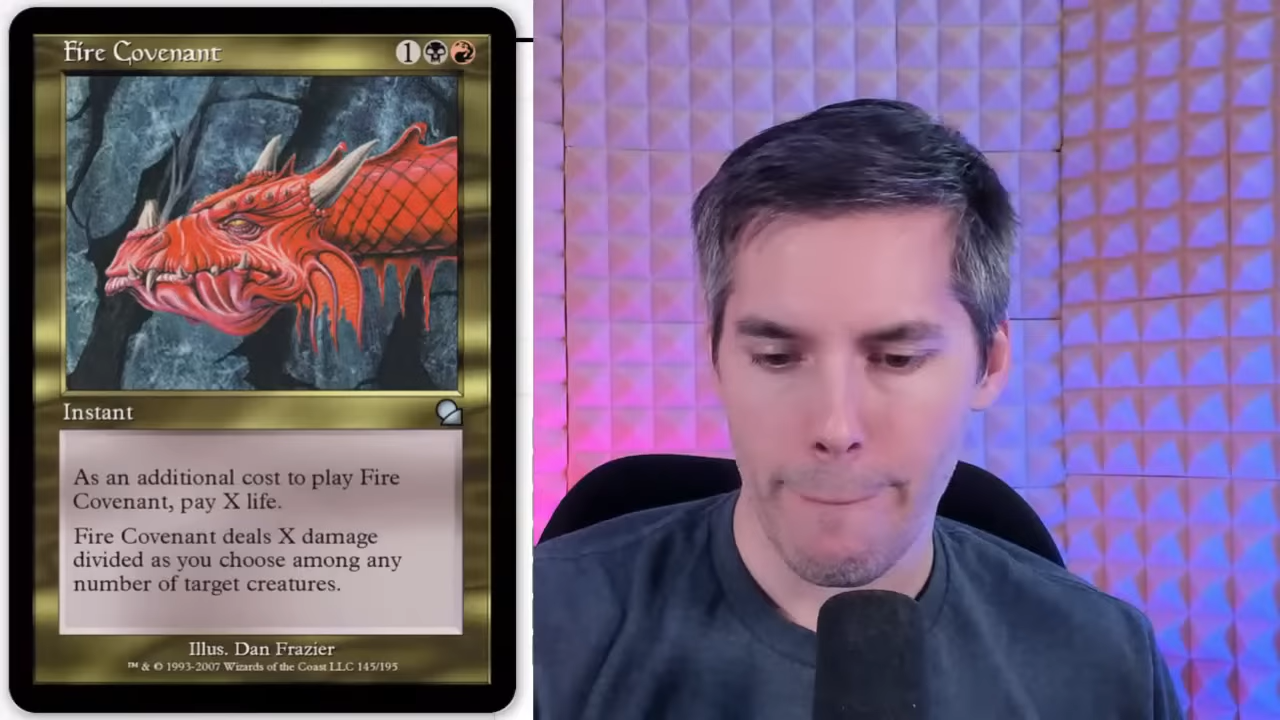 Fire Covenant 1
Instant
As an additional cost to play Fire
Covenant, pay X life.
Fire Covenant deals X damage
divided as you choose among any
number of target creatures.
Illus. Dan Frazier
™ & © 1993-2007 Wizards of the Coast LLC 145/195